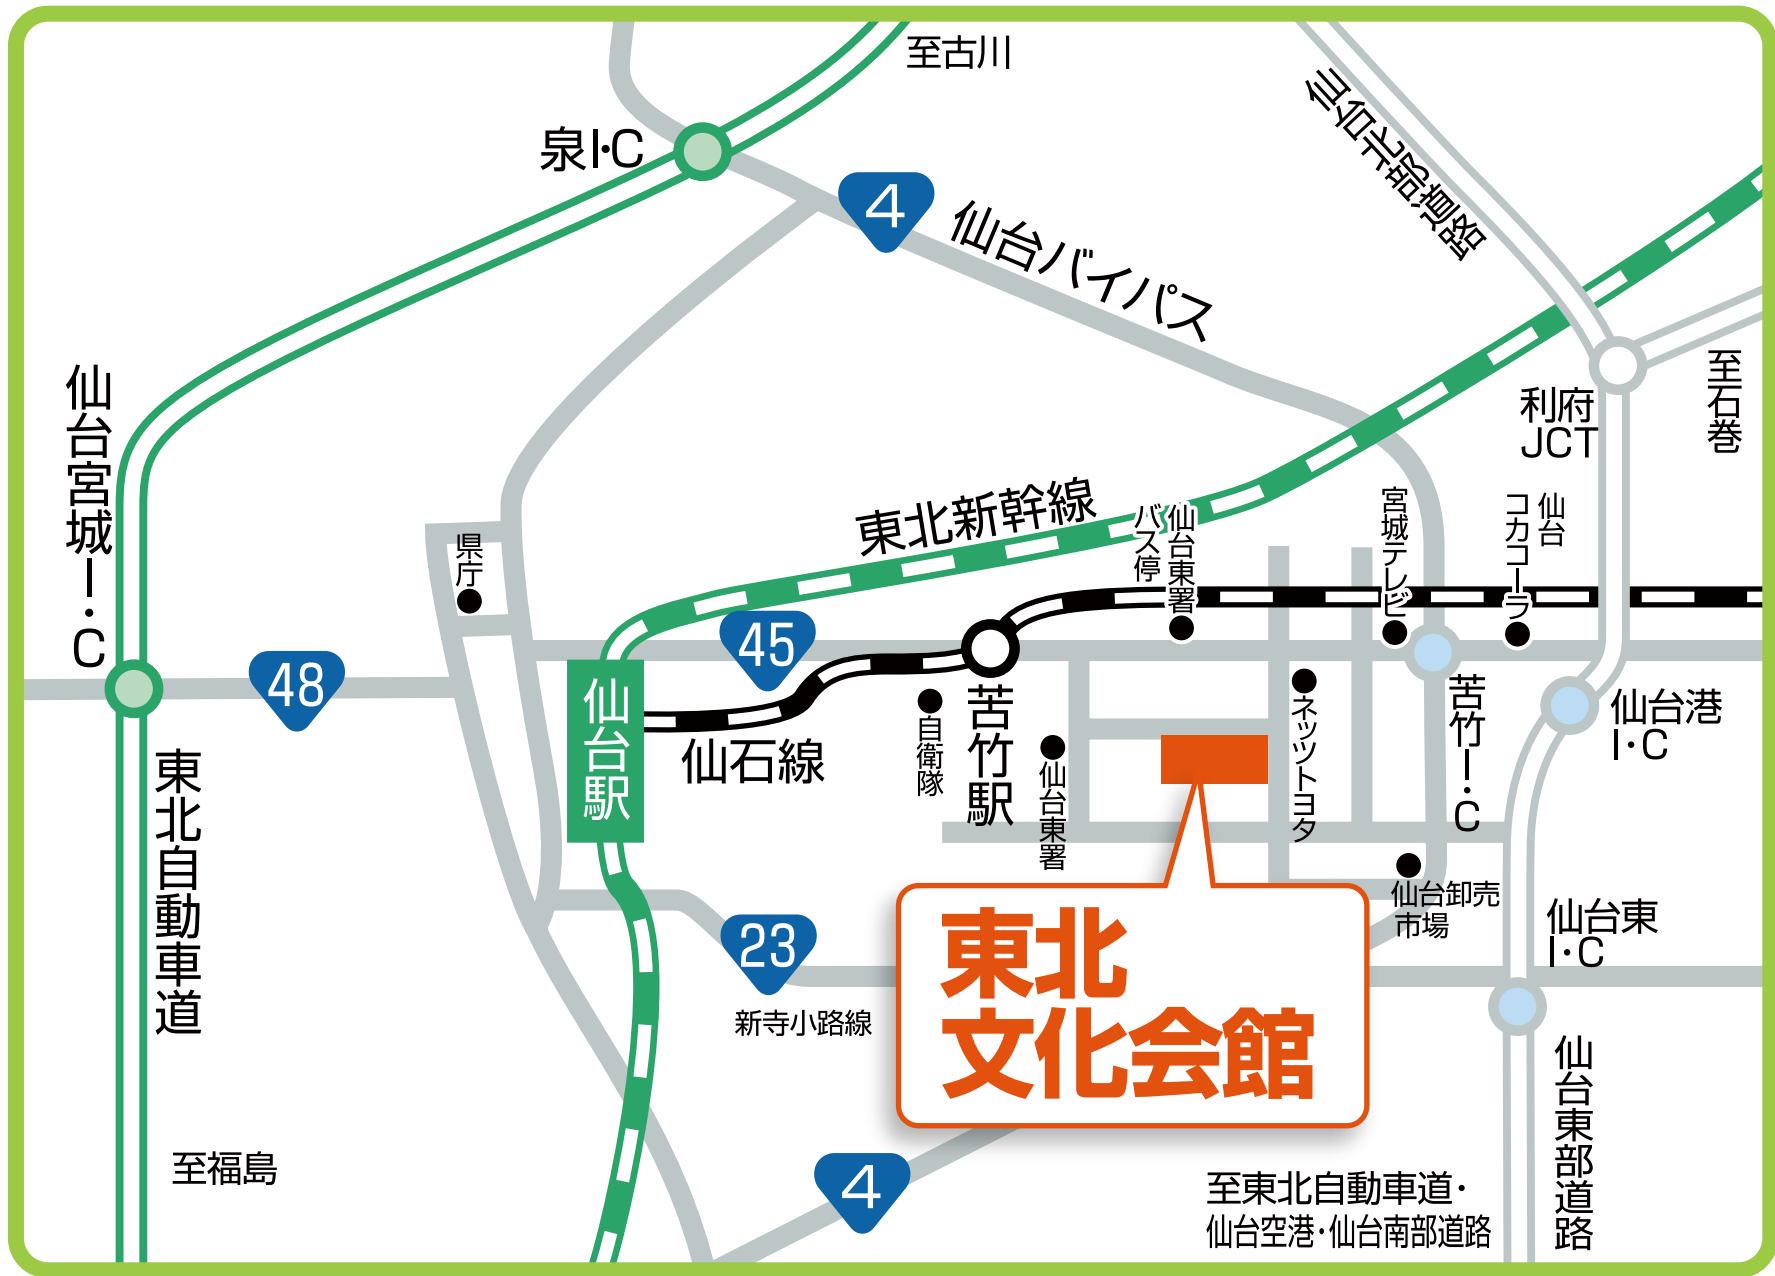 至古川
泉I・C
4
仙台バイパス
仙台北部道路
仙台宮城I・C
利府
JCT
至石巻
東北新幹線
仙台東署
バス停
宮城テレビ
仙台
コカコーラ
県庁
45
48
仙台駅
仙石線
自衛隊
苦竹駅
仙台東署
ネッツトヨタ
苦竹I・C
仙台港
I・C
東北自動車道
仙台卸売
市場
仙台東
I・C
23
新寺小路線
東北
文化会館
仙台東部道路
至福島
4
至東北自動車道・
仙台空港・仙台南部道路